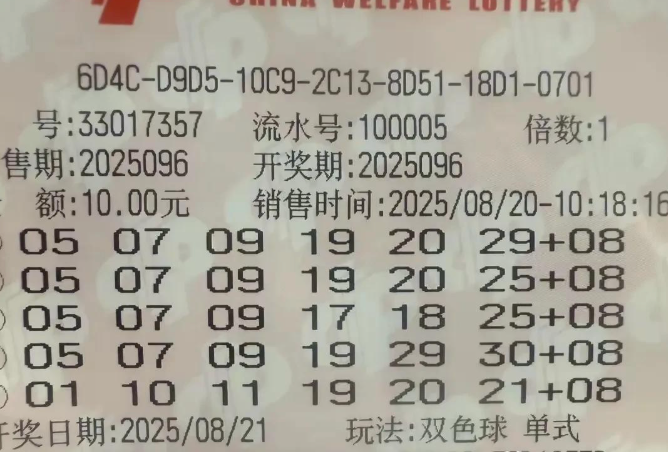 CHINA WELFARE LOTTERY
6D4C-D9D5-10C9-2C13-8D51-18D1-0701
号:33017357 流水号:100005 倍数:1
售期:2025096 开奖期:2025096
额:10.00元 销售时间:2025/08/20-10:18:16
05 07 09 19 20 29+08
05 07 09 19 20 25+08
05 07 09 17 18 25+08
05 07 09 19 29 30+08
01 10 11 19 20 21+08
开奖日期:2025/08/21 玩法:双色球 单式